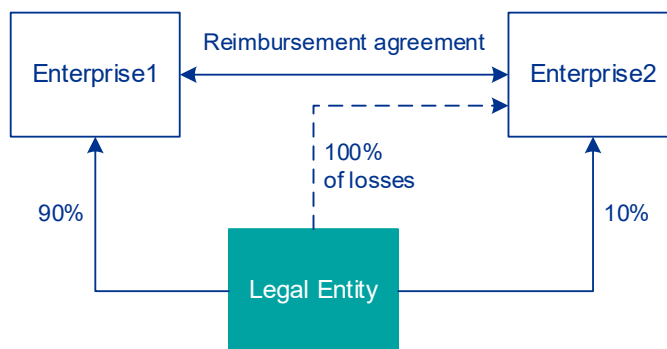 Reimbursement agreement
Enterprise1
Enterprise2
100%
of losses
90%
10%
Legal Entity